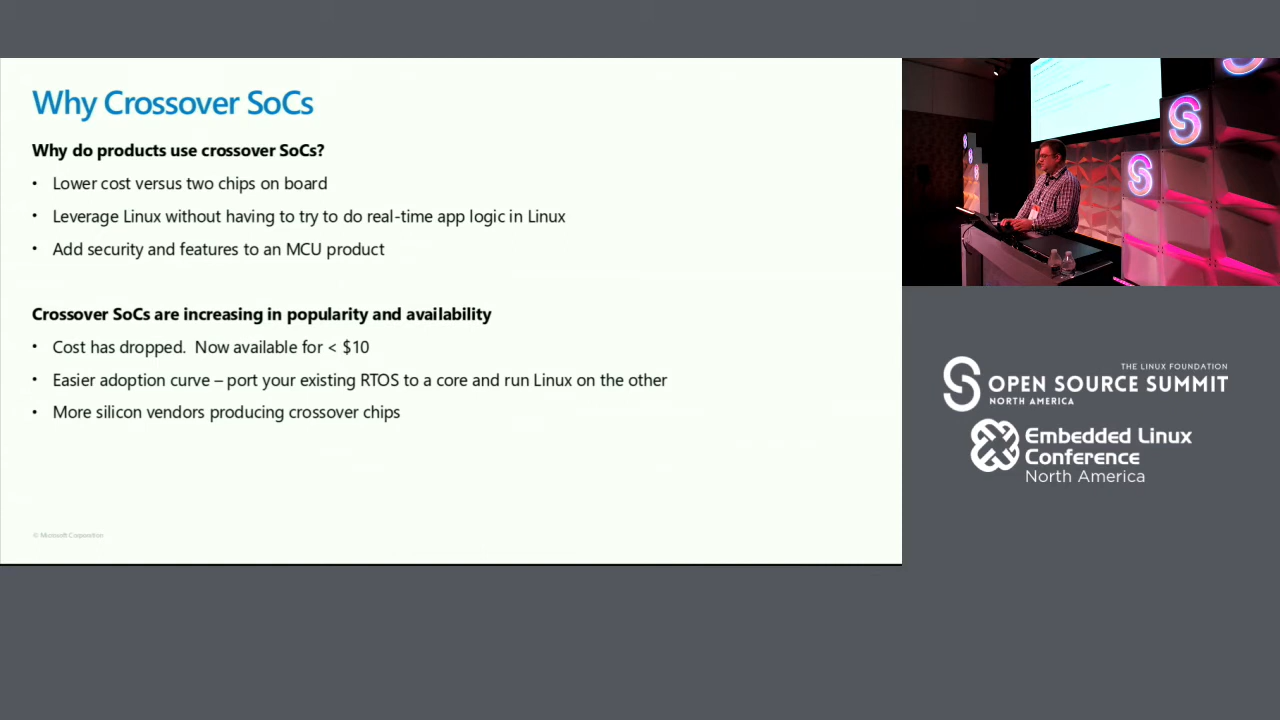 Why Crossover SoCs
Why do products use crossover SoCs?
• Lower cost versus two chips on board
• Leverage Linux without having to try to do real-time app logic in Linux
• Add security and features to an MCU product
Crossover SoCs are increasing in popularity and availability
• Cost has dropped. Now available for < $10
• Easier adoption curve – port your existing RTOS to a core and run Linux on the other
• More silicon vendors producing crossover chips
© Microsoft Corporation
THE LINUX FOUNDATION
OPEN SOURCE SUMMIT
NORTH AMERICA
Embedded Linux
Conference
North America